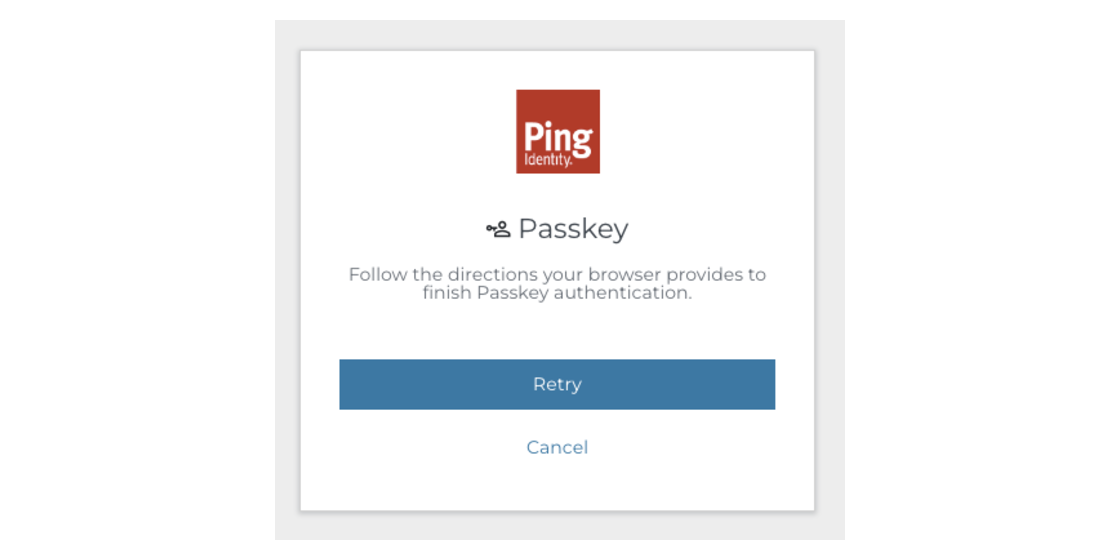 Ping
Identity.
Passkey
Follow the directions your browser provides to
finish Passkey authentication.
Retry
Cancel